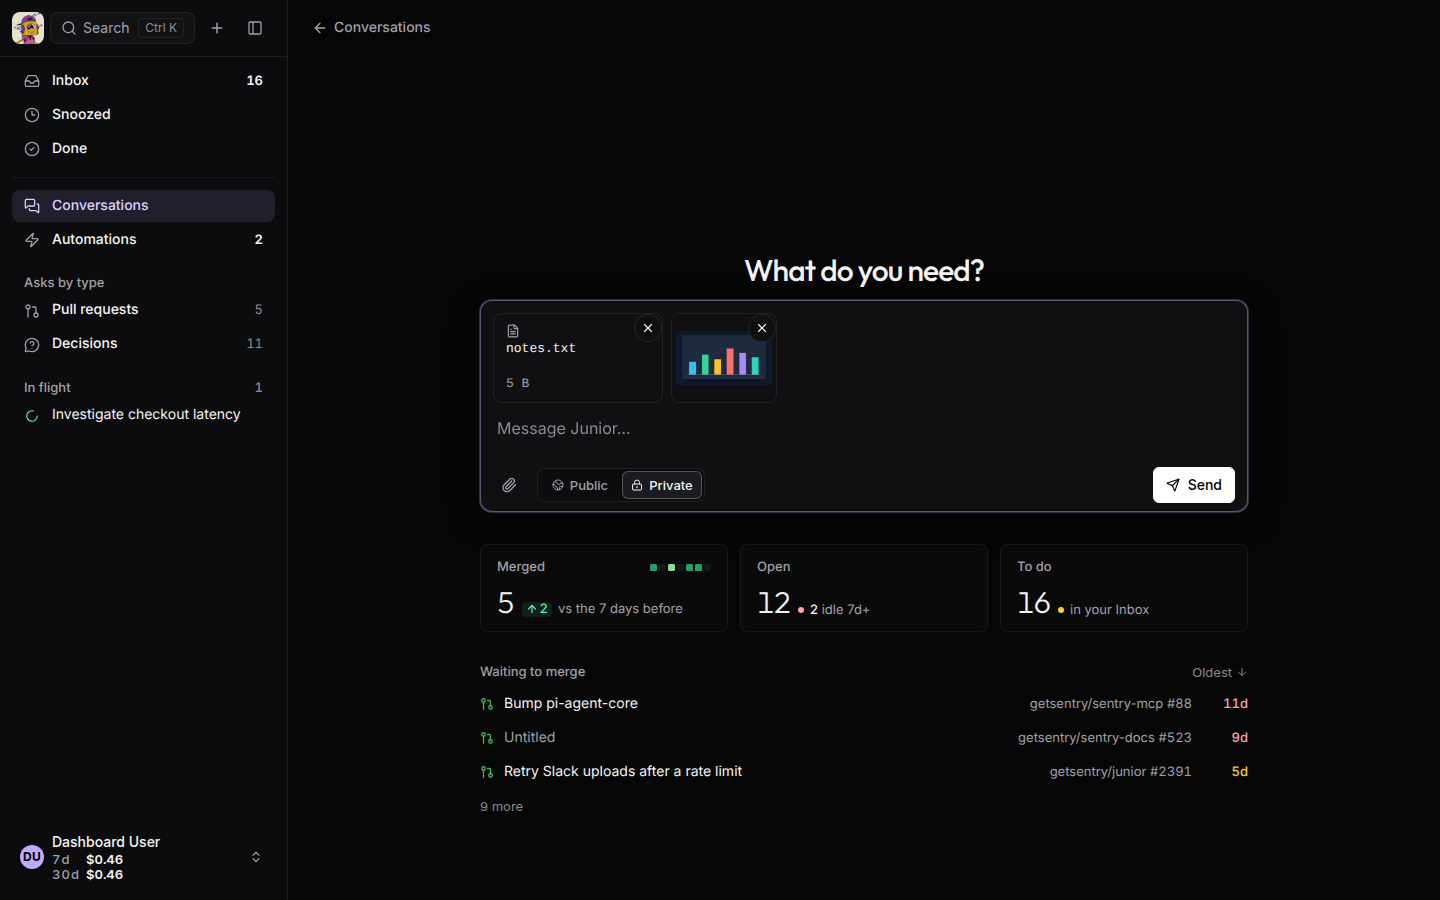 Search Ctrl K
Inbox 16
Snoozed
Done
Conversations
Automations 2
Asks by type
Pull requests 5
Decisions 11
In flight 1
Investigate checkout latency
DU Dashboard User
7d $0.46
30d $0.46
Conversations
What do you need?
notes.txt
5 B
Message Junior...
Public Private Send
Merged
5 2 vs the 7 days before
Open
12 2 idle 7d+
To do
16 in your Inbox
Waiting to merge Oldest
Bump pi-agent-core getsentry/sentry-mcp #88 11d
Untitled getsentry/sentry-docs #523 9d
Retry Slack uploads after a rate limit getsentry/junior #2391 5d
9 more